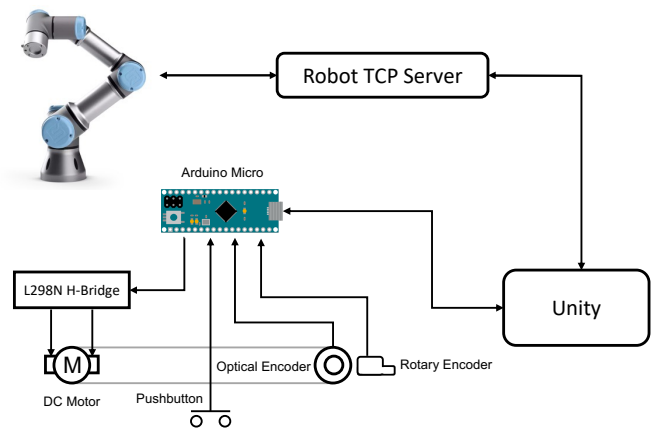 Robot TCP Server
Arduino Micro
L298N H-Bridge
Unity
M
Optical Encoder
Rotary Encoder
DC Motor
Pushbutton